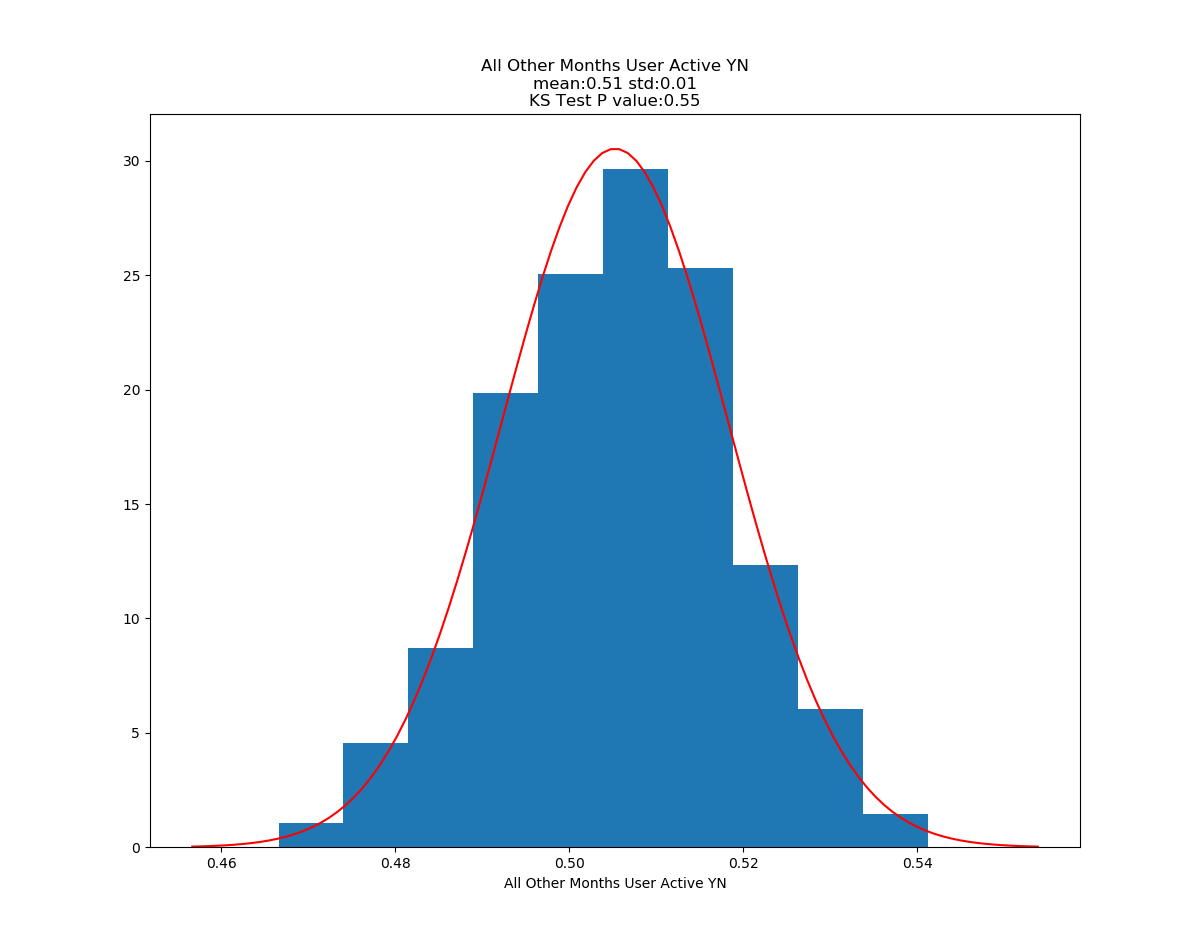 All Other Months User Active YN
mean:0.51 std:0.01
KS Test P value:0.55
30
25
20
15
10
5
0
0.46 0.48 0.50 0.52 0.54
All Other Months User Active YN